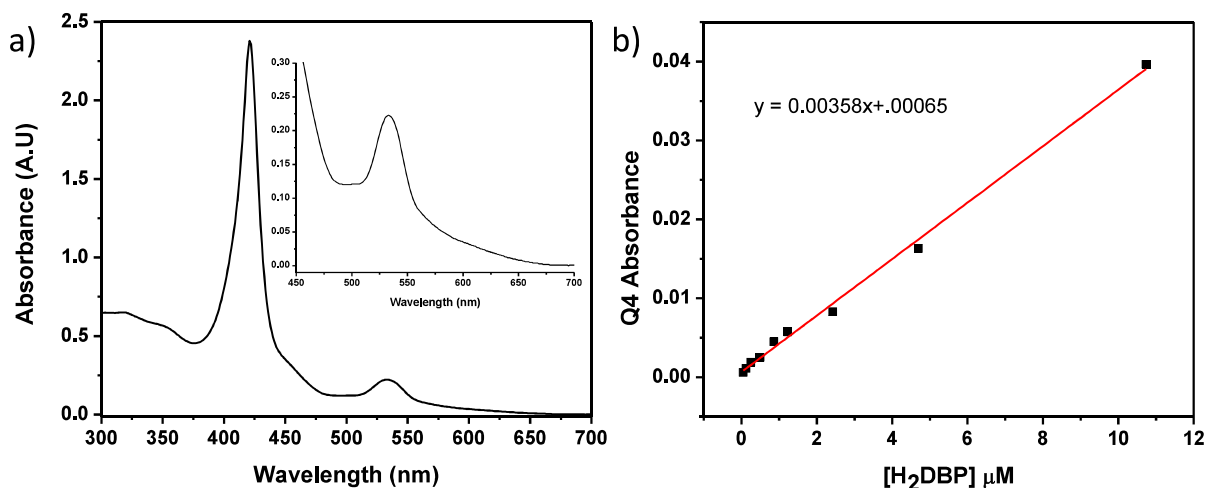 a)
Absorbance (A.U)
2.5
2.0
1.5
1.0
0.5
0.0
300 350 400 450 500 550 600 650 700
Wavelength (nm)
0.30
0.25
0.20
0.15
0.10
0.05
0.00
450 500 550 600 650 700
Wavelength (nm)
b)
Q4 Absorbance
0.04
0.03
0.02
0.01
0.00
y = 0.00358x+.00065
0 2 4 6 8 10 12
[H₂DBP] μM